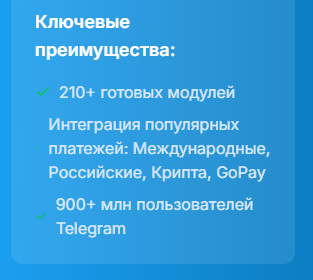 Ключевые
преимущества:
210+ готовых модулей
Интеграция популярных
платежей: Международные,
Российские, Крипта, GoPay
900+ млн пользователей
Telegram